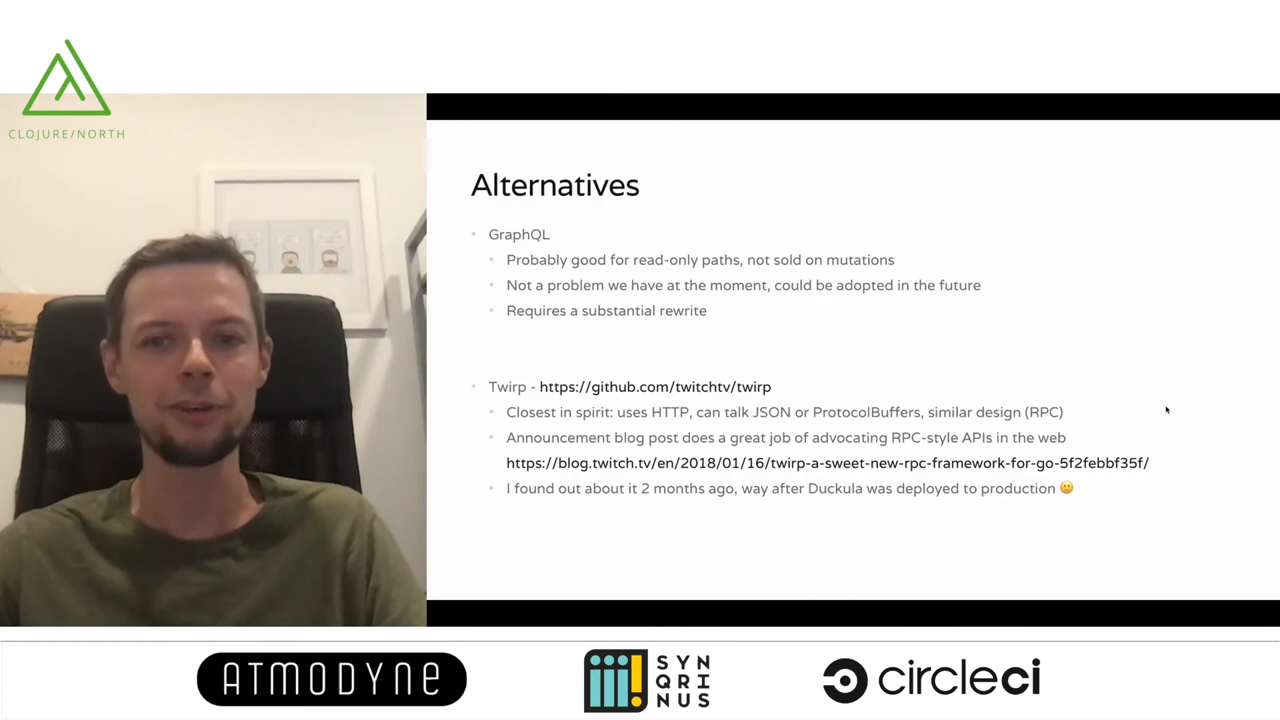 CLOJURE/NORTH
Alternatives
GraphQL
Probably good for read-only paths, not sold on mutations
Not a problem we have at the moment, could be adopted in the future
Requires a substantial rewrite
Twirp - https://github.com/twitchtv/twirp
Closest in spirit: uses HTTP, can talk JSON or ProtocolBuffers, similar design (RPC)
Announcement blog post does a great job of advocating RPC-style APIs in the web
https://blog.twitch.tv/en/2018/01/16/twirp-a-sweet-new-rpc-framework-for-go-5f2febbf35f/
I found out about it 2 months ago, way after Duckula was deployed to production 🙂
ATMODYNE
SYN
QRI
NUS
circleci